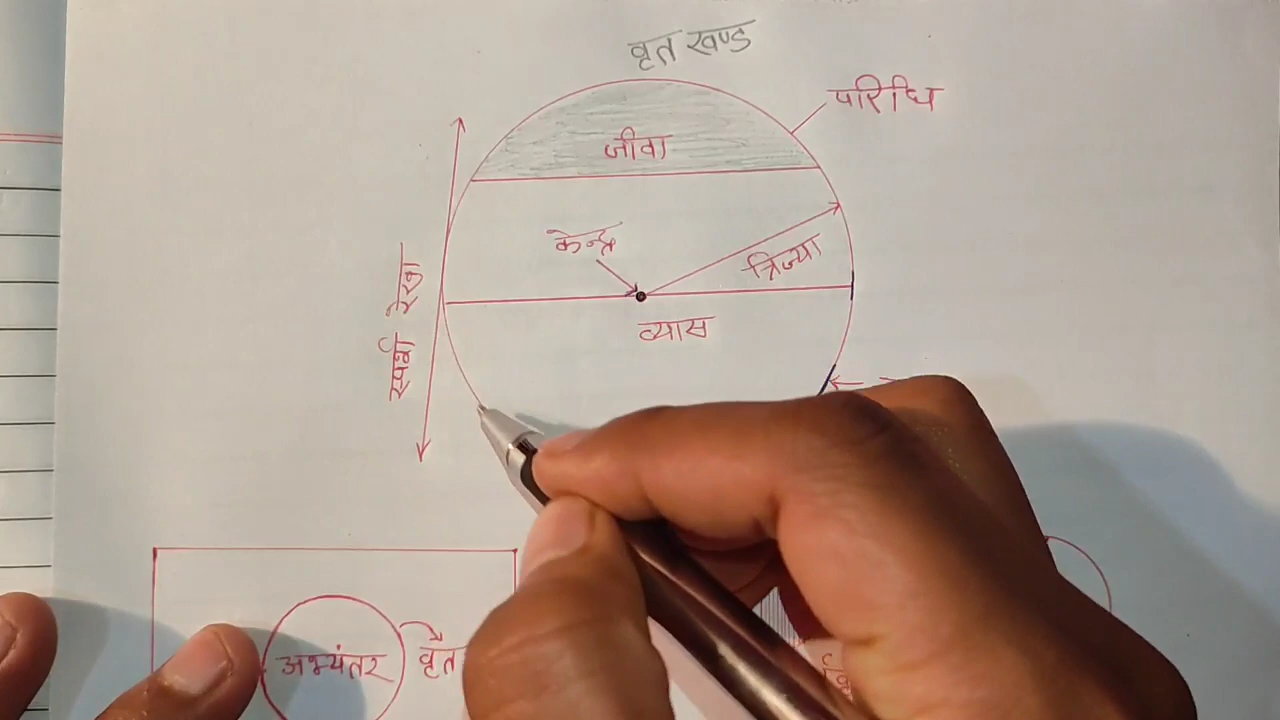 वृत खण्ड
परिधि
जीवा
केन्द्र
त्रिज्या
व्यास
स्पर्श रेखा
अभ्यंतर
वृत